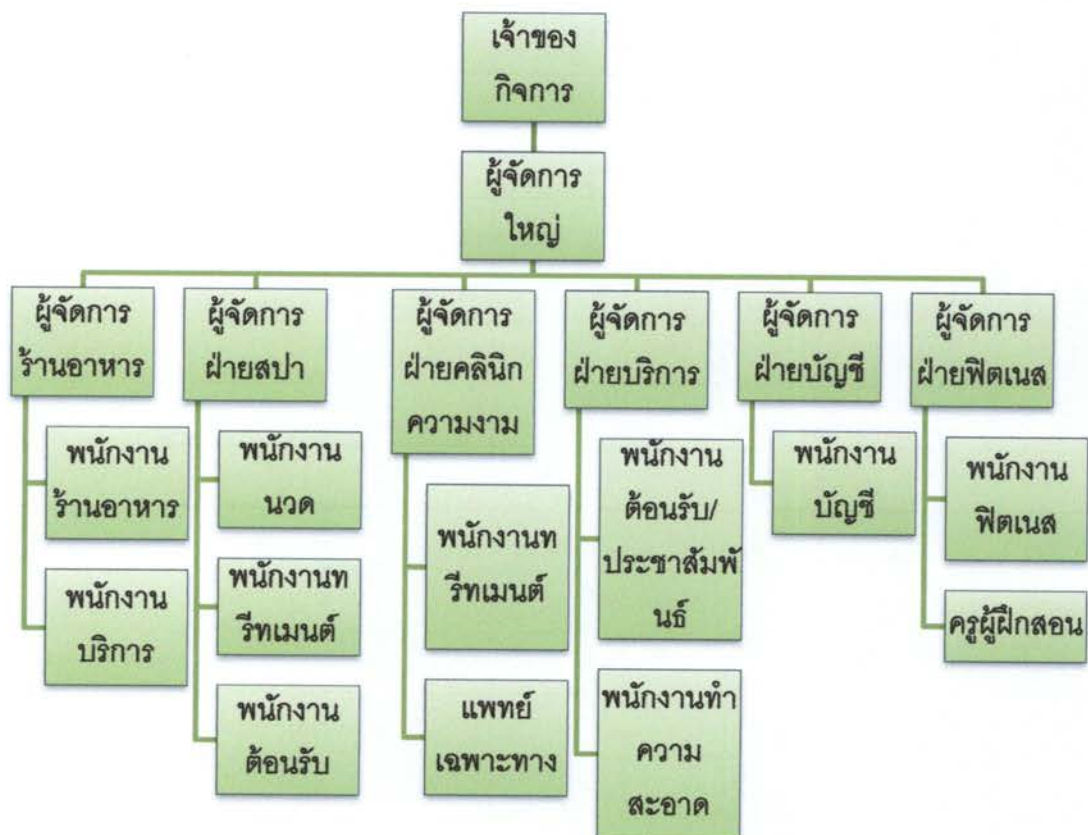 เจ้าของ
กิจการ
ผู้จัดการ
ใหญ่
ผู้จัดการ
ร้านอาหาร
พนักงาน
ร้านอาหาร
พนักงาน
บริการ
ผู้จัดการ
ฝ่ายสปา
พนักงาน
นวด
พนักงานท
รีทเมนต์
พนักงาน
ต้อนรับ
ผู้จัดการ
ฝ่ายคลินิก
ความงาม
พนักงานท
รีทเมนต์
แพทย์
เฉพาะทาง
ผู้จัดการ
ฝ่ายบริการ
พนักงาน
ต้อนรับ/
ประชาสัมพั
นธ์
พนักงานทำ
ความ
สะอาด
ผู้จัดการ
ฝ่ายบัญชี
พนักงาน
บัญชี
ผู้จัดการ
ฝ่ายฟิตเนส
พนักงาน
ฟิตเนส
ครูผู้ฝึกสอน